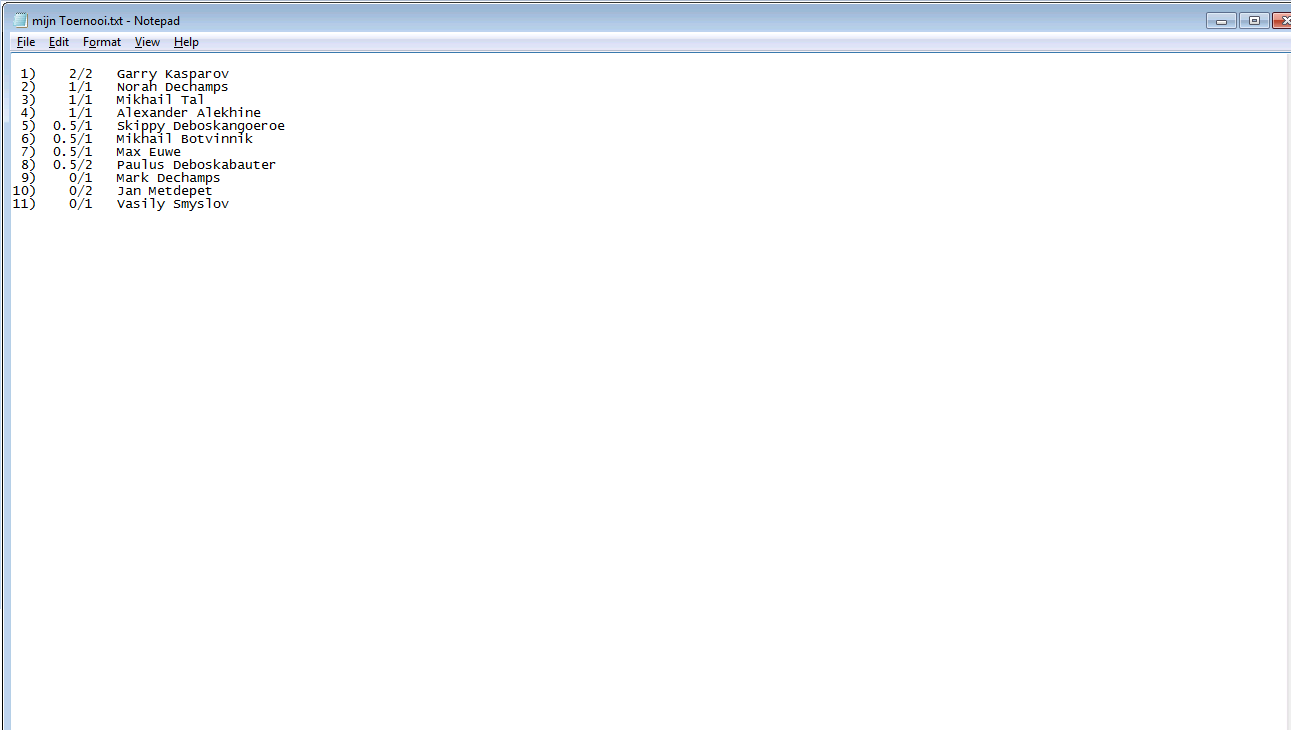 mijn Toernooi.txt - Notepad
File Edit Format View Help
1) 2/2 Garry Kasparov
2) 1/1 Norah Dechamps
3) 1/1 Mikhail Tal
4) 1/1 Alexander Alekhine
5) 0.5/1 Skippy Deboskangoeroe
6) 0.5/1 Mikhail Botvinnik
7) 0.5/1 Max Euwe
8) 0.5/2 Paulus Deboskabauter
9) 0/1 Mark Dechamps
10) 0/2 Jan Metdepet
11) 0/1 Vasily Smyslov